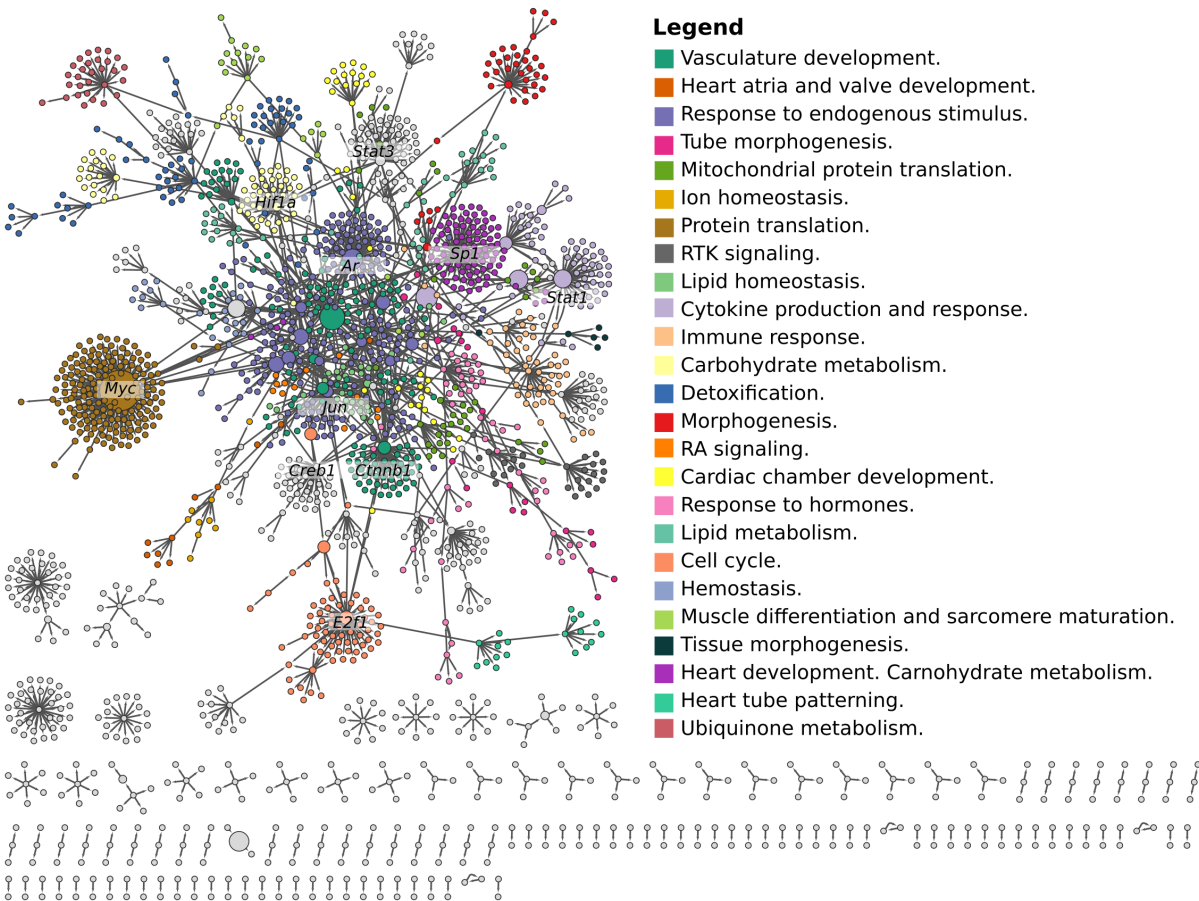 Legend
Vasculature development.
Heart atria and valve development.
Response to endogenous stimulus.
Tube morphogenesis.
Mitochondrial protein translation.
Ion homeostasis.
Protein translation.
RTK signaling.
Lipid homeostasis.
Cytokine production and response.
Immune response.
Carbohydrate metabolism.
Detoxification.
Morphogenesis.
RA signaling.
Cardiac chamber development.
Response to hormones.
Lipid metabolism.
Cell cycle.
Hemostasis.
Muscle differentiation and sarcomere maturation.
Tissue morphogenesis.
Heart development. Carnohydrate metabolism.
Heart tube patterning.
Ubiquinone metabolism.
Stat3
Hif1a
Sp1
Ar
Stat1
Myc
Jun
Creb1
Ctnnb1
E2f1